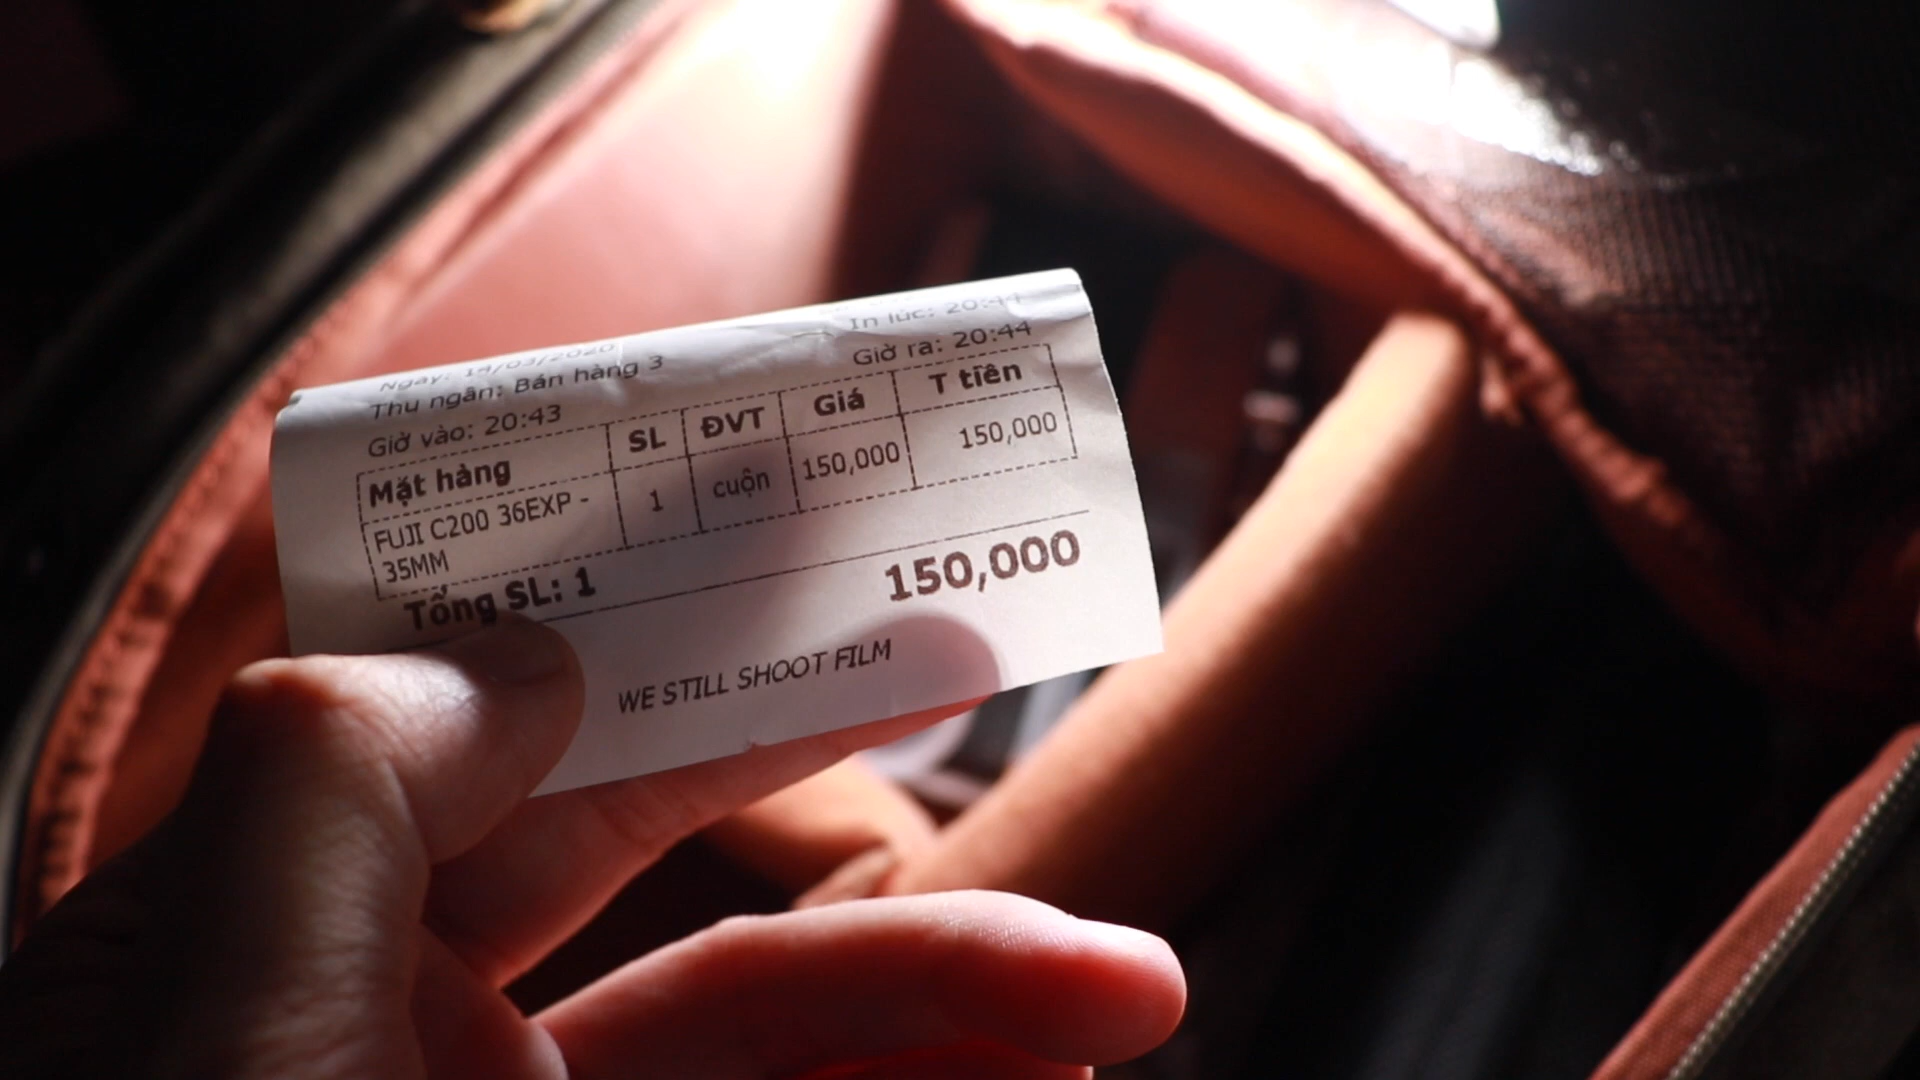 Ngày: 14/03/2020 In lúc: 20:44
Thu ngân: Bán hàng 3 Giờ ra: 20:44
Giờ vào: 20:43
Mặt hàng SL ĐVT Giá T tiền
FUJI C200 36EXP - 1 cuộn 150,000 150,000
35MM
Tổng SL: 1 150,000
WE STILL SHOOT FILM